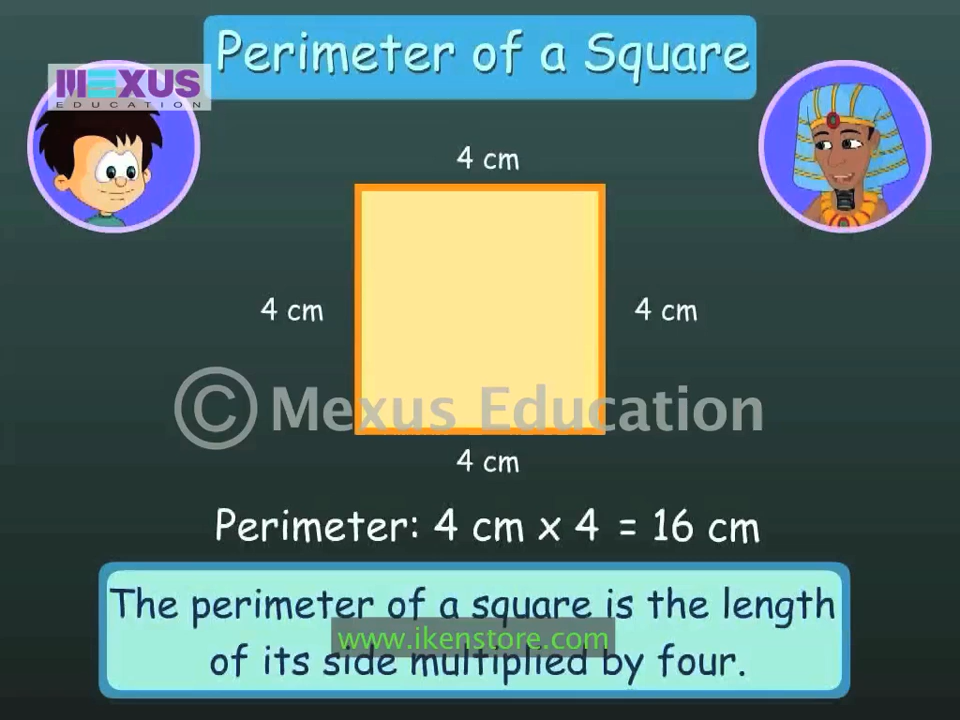 Perimeter of a Square
MEXUS
EDUCATION
4 cm
4 cm
4 cm
© Mexus Education
4 cm
Perimeter: 4 cm x 4 = 16 cm
The perimeter of a square is the length
www.ikenstore.com
of its side multiplied by four.